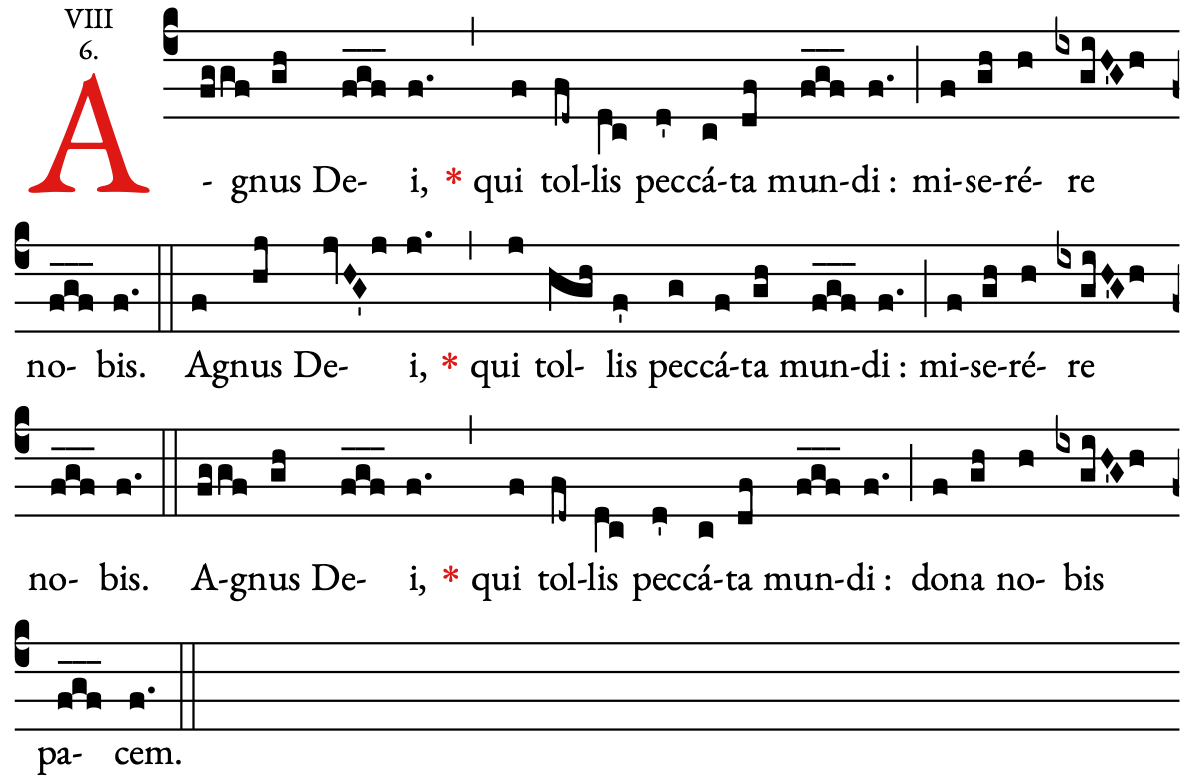 VIII
6.
A- gnus De- i, * qui tol-lis peccá-ta mun-di : mi-se-ré- re
no- bis. Agnus De- i, * qui tol- lis peccá-ta mun-di : mi-se-ré- re
no- bis. A-gnus De- i, * qui tol-lis peccá-ta mun-di : dona no- bis
pa- cem.